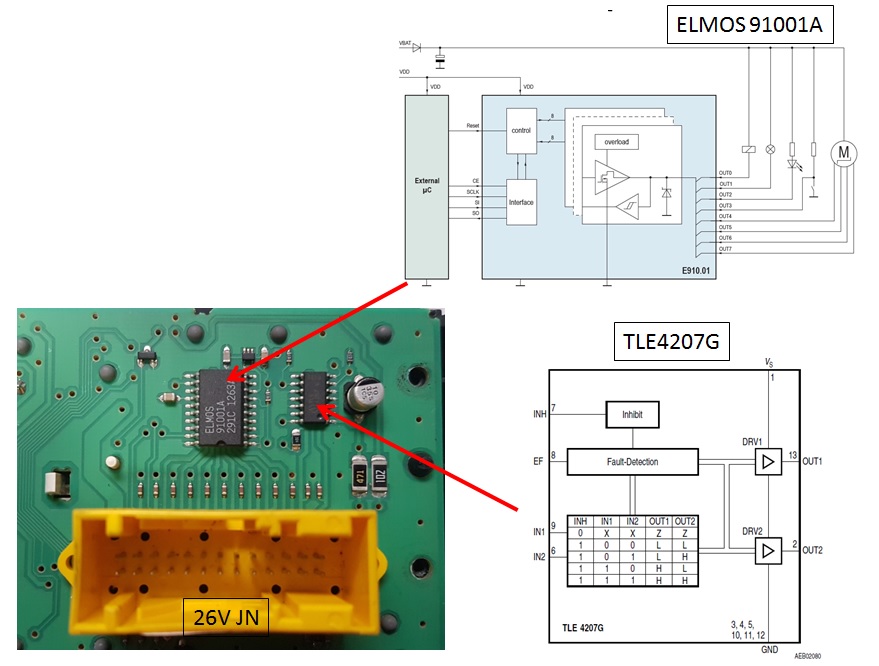 ELMOS 91001A
VBAT
VDD
VDD
VDD
Reset
control
8
8
overload
External
µC
CE
SCLK
SI
SO
Interface
M
OUT0
OUT1
OUT2
OUT3
OUT4
OUT5
OUT6
OUT7
E910.01
ELMOS
91001A
291C 1263
10
35
471
102
26V JN
TLE4207G
VS
1
INH 7
Inhibit
EF 8
Fault-Detection
DRV1
13 OUT1
IN1 9
IN2 6
INH IN1 IN2 OUT1 OUT2
0 X X Z Z
1 0 0 L L
1 0 1 L H
1 0 1 H L
1 1 1 H H
DRV2
2 OUT2
TLE 4207G
3, 4, 5,
10, 11, 12
GND
AEB02080